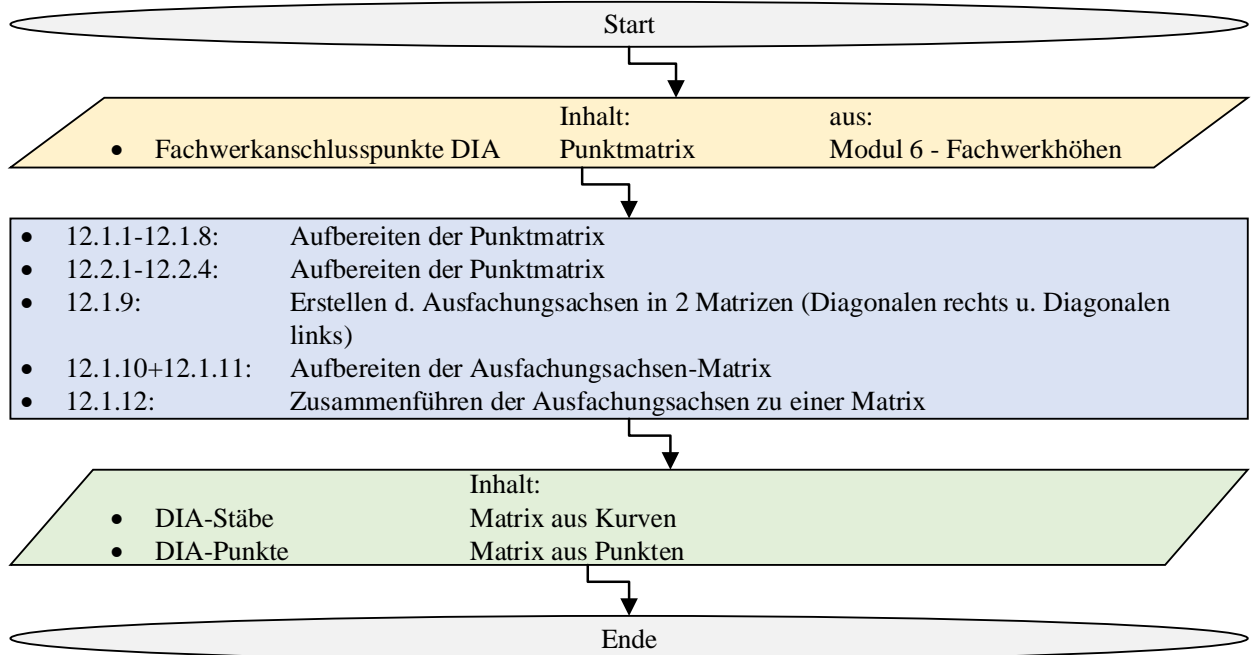 Start
Inhalt: aus:
• Fachwerkanschlusspunkte DIA Punktmatrix Modul 6 - Fachwerkhöhen
• 12.1.1-12.1.8: Aufbereiten der Punktmatrix
• 12.2.1-12.2.4: Aufbereiten der Punktmatrix
• 12.1.9: Erstellen d. Ausfachungsachsen in 2 Matrizen (Diagonalen rechts u. Diagonalen
links)
• 12.1.10+12.1.11: Aufbereiten der Ausfachungsachsen-Matrix
• 12.1.12: Zusammenführen der Ausfachungsachsen zu einer Matrix
Inhalt:
• DIA-Stäbe Matrix aus Kurven
• DIA-Punkte Matrix aus Punkten
Ende